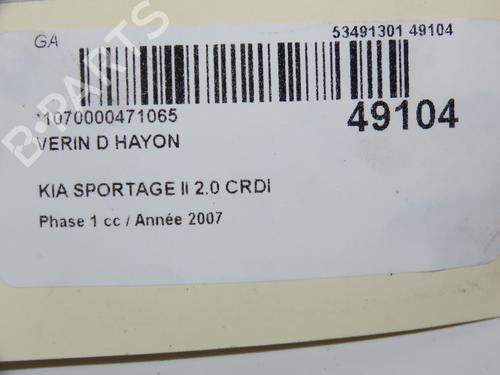 GA 53491301 49104
*1070000471065 49104
VERIN D HAYON
KIA SPORTAGE II 2.0 CRDI
Phase 1 cc / Année 2007
B-PARTS